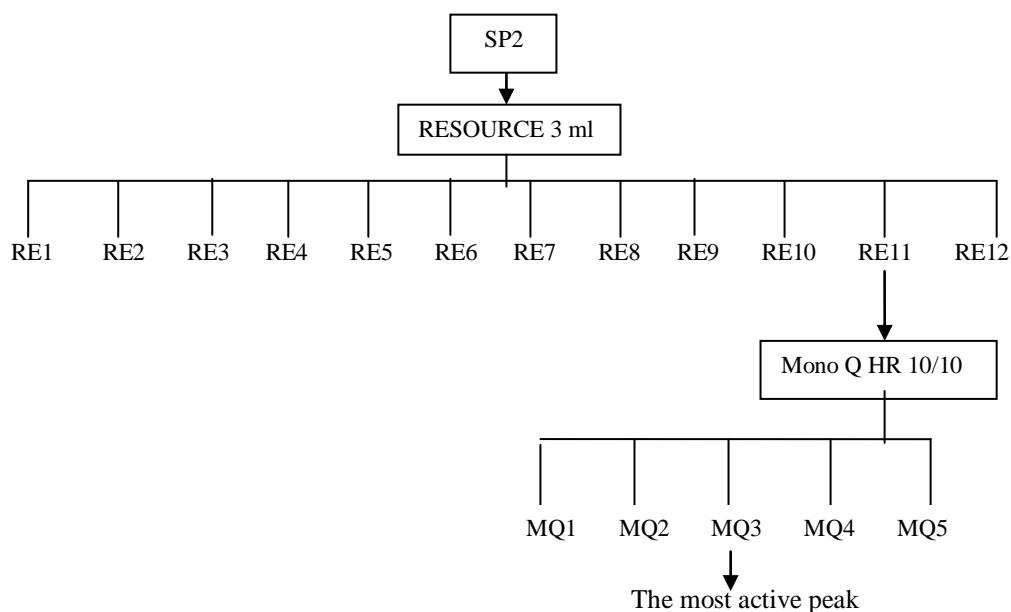 SP2
RESOURCE 3 ml
RE1 RE2 RE3 RE4 RE5 RE6 RE7 RE8 RE9 RE10 RE11 RE12
Mono Q HR 10/10
MQ1 MQ2 MQ3 MQ4 MQ5
The most active peak